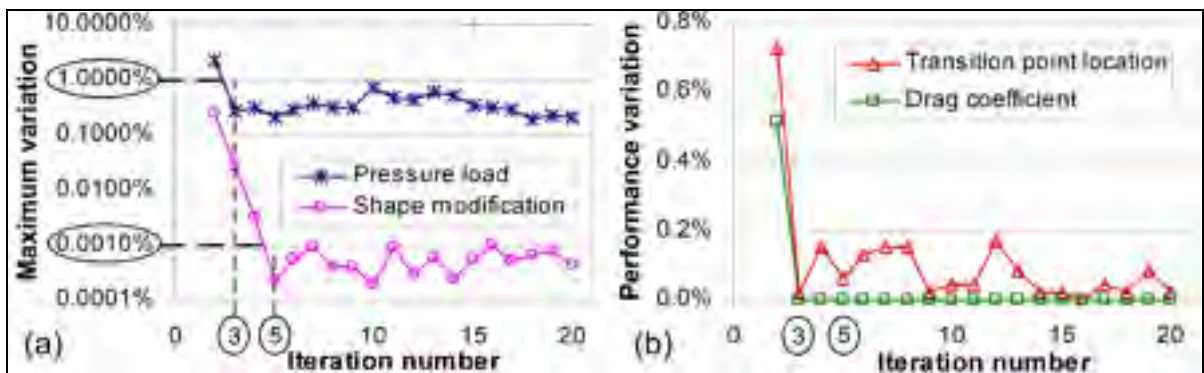 10.0000%
1.0000%
0.1000%
0.0100%
0.0010%
0.0001%
Maximum variation
Pressure load
Shape modification
0 3 5 10 15 20
(a) Iteration number
0.8%
0.6%
0.4%
0.2%
0.0%
Performance variation
Transition point location
Drag coefficient
0 3 5 10 15 20
(b) Iteration number